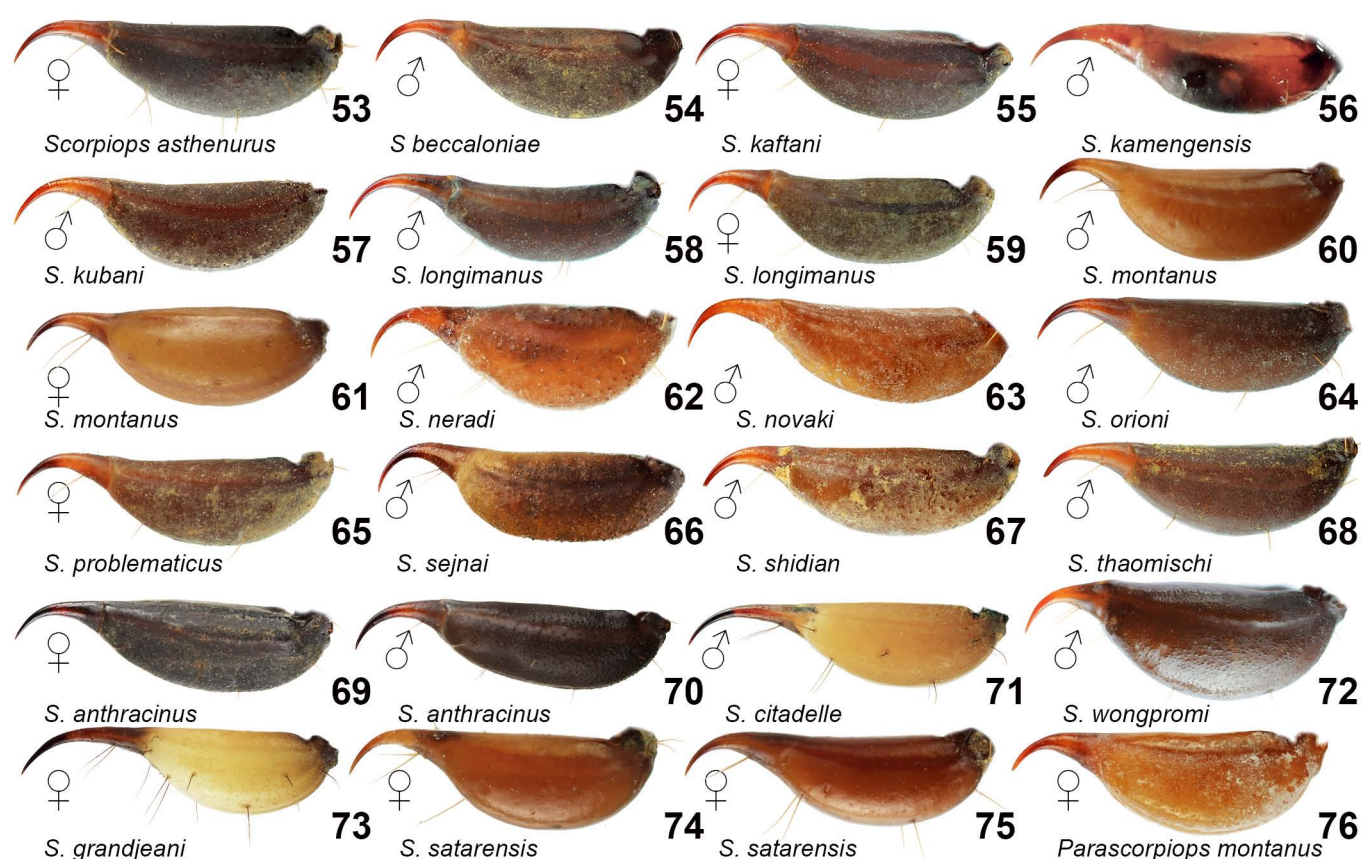 ♀ 53 ♂ 54 ♀ 55 ♂ 56
Scorpiops asthenurus S beccaloniae S. kaftani S. kamengensis
♂ 57 ♂ 58 ♀ 59 ♂ 60
S. kubani S. longimanus S. longimanus S. montanus
♀ 61 ♂ 62 ♂ 63 ♂ 64
S. montanus S. neradi S. novaki S. orioni
♀ 65 ♂ 66 ♂ 67 ♂ 68
S. problematicus S. sejnai S. shidian S. thaomischi
♀ 69 ♂ 70 ♂ 71 ♂ 72
S. anthracinus S. anthracinus S. citadelle S. wongpromi
♀ 73 ♀ 74 ♀ 75 ♀ 76
S. grandjeani S. satarensis S. satarensis Parascorpiops montanus